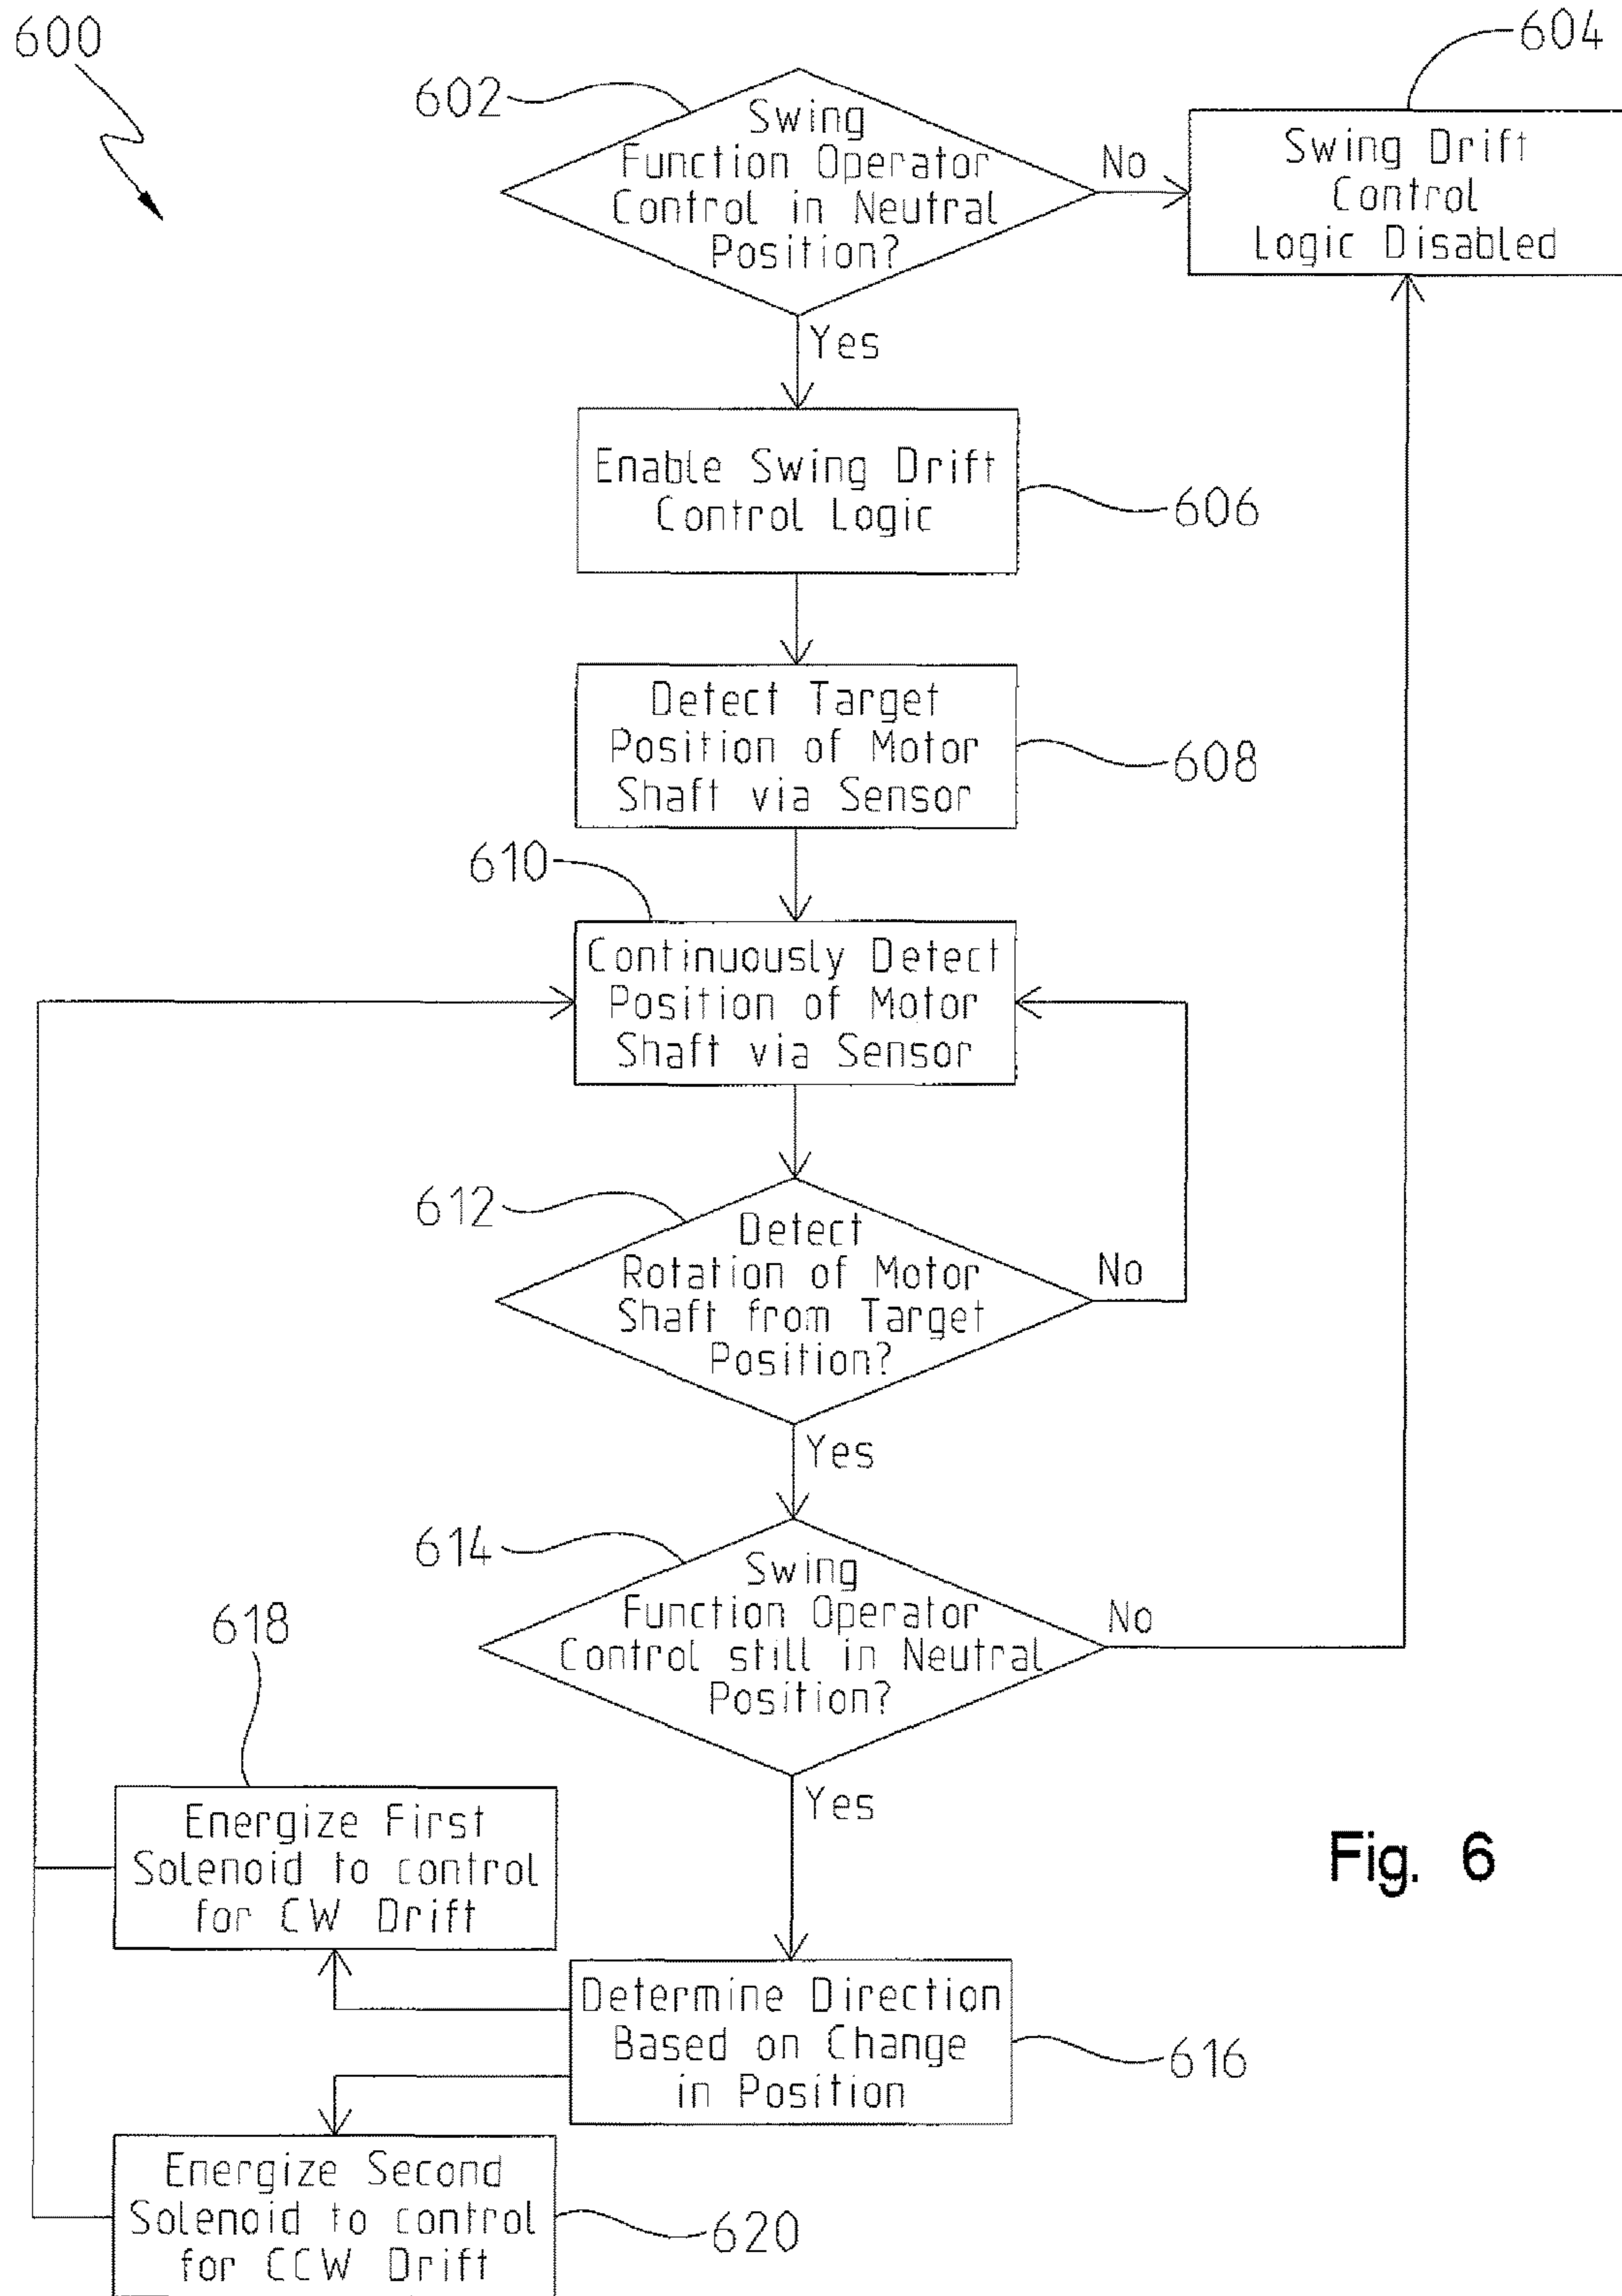 600
602
Swing
Function Operator
Control in Neutral
Position?
No
604
Swing Drift
Control
Logic Disabled
Yes
Enable Swing Drift
Control Logic
606
Detect Target
Position of Motor
Shaft via Sensor
608
610
Continuously Detect
Position of Motor
Shaft via Sensor
612
Detect
Rotation of Motor
Shaft from Target
Position?
No
Yes
614
Swing
Function Operator
Control still in Neutral
Position?
No
Yes
618
Energize First
Solenoid to control
for CW Drift
Fig. 6
Determine Direction
Based on Change
in Position
616
Energize Second
Solenoid to control
for CCW Drift
620